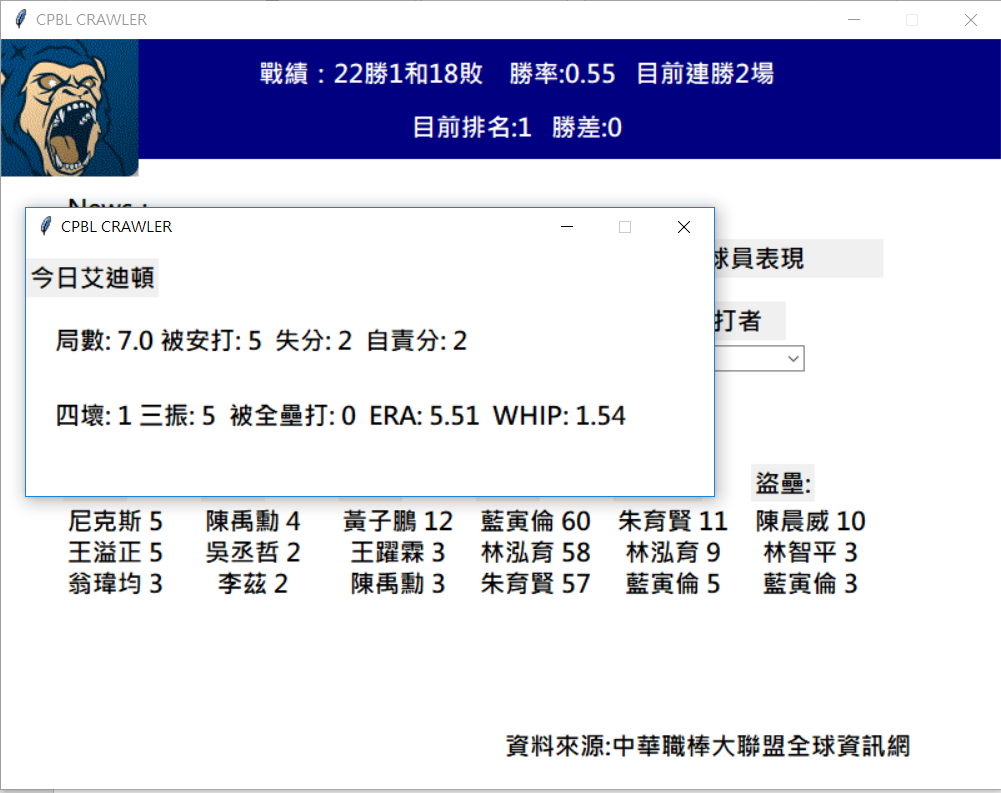 CPBL CRAWLER
戰績：22勝1和18敗 勝率:0.55 目前連勝2場
目前排名:1 勝差:0
News :
CPBL CRAWLER
今日艾迪頓
局數: 7.0 被安打: 5 失分: 2 自責分: 2
四壞: 1 三振: 5 被全壘打: 0 ERA: 5.51 WHIP: 1.54
球員表現
打者
盜壘:
尼克斯 5 陳禹勳 4 黃子鵬 12 藍寅倫 60 朱育賢 11 陳晨威 10
王溢正 5 吳丞哲 2 王躍霖 3 林泓育 58 林泓育 9 林智平 3
翁瑋均 3 李茲 2 陳禹勳 3 朱育賢 57 藍寅倫 5 藍寅倫 3
資料來源:中華職棒大聯盟全球資訊網